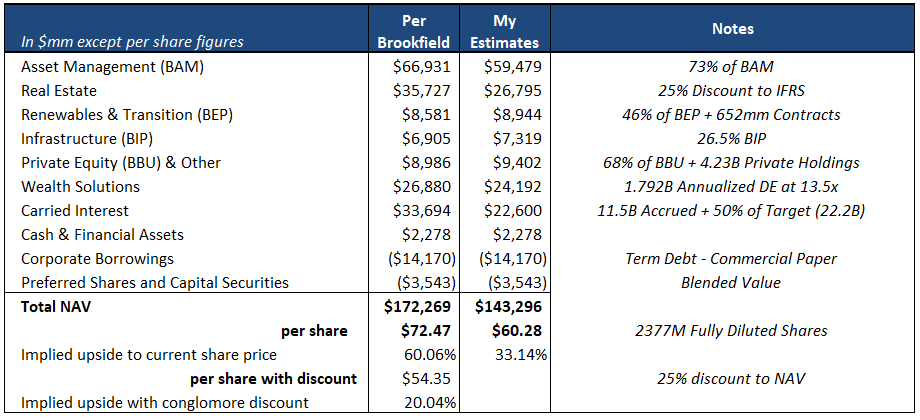 In $mm except per share figures Per Brookfield My Estimates Notes
Asset Management (BAM) $66,931 $59,479 73% of BAM
Real Estate $35,727 $26,795 25% Discount to IFRS
Renewables & Transition (BEP) $8,581 $8,944 46% of BEP + 652mm Contracts
Infrastructure (BIP) $6,905 $7,319 26.5% BIP
Private Equity (BBU) & Other $8,986 $9,402 68% of BBU + 4.23B Private Holdings
Wealth Solutions $26,880 $24,192 1.792B Annualized DE at 13.5x
Carried Interest $33,694 $22,600 11.5B Accrued + 50% of Target (22.2B)
Cash & Financial Assets $2,278 $2,278
Corporate Borrowings ($14,170) ($14,170) Term Debt - Commercial Paper
Preferred Shares and Capital Securities ($3,543) ($3,543) Blended Value
Total NAV $172,269 $143,296
per share $72.47 $60.28 2377M Fully Diluted Shares
Implied upside to current share price 60.06% 33.14%
per share with discount $54.35 25% discount to NAV
Implied upside with conglomore discount 20.04%